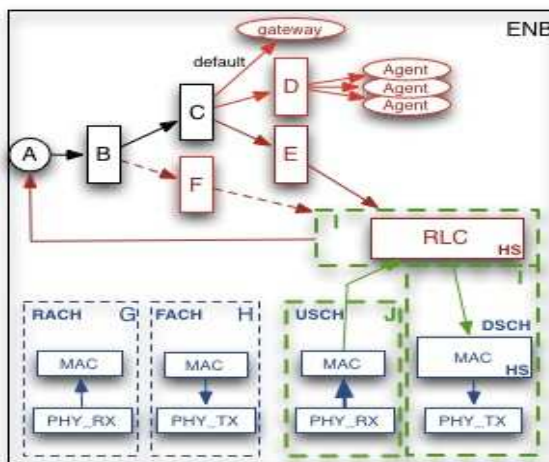 gateway
ENB
default
D
Agent
Agent
Agent
C
A
B
E
F
I
RLC
HS
I
RACH
G
FACH
H
USCH
J
DSCH
MAC
MAC
MAC
MAC
HS
PHY_RX
PHY_TX
PHY_RX
PHY_TX